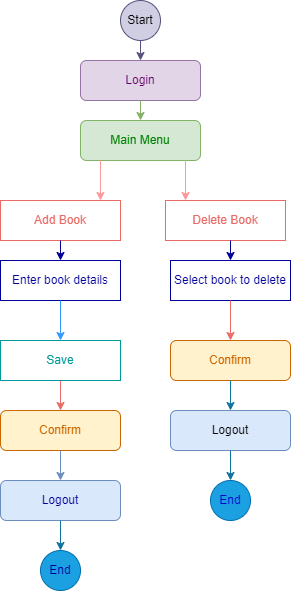 Start
Login
Main Menu
Add Book
Delete Book
Enter book details
Select book to delete
Save
Confirm
Confirm
Logout
Logout
End
End